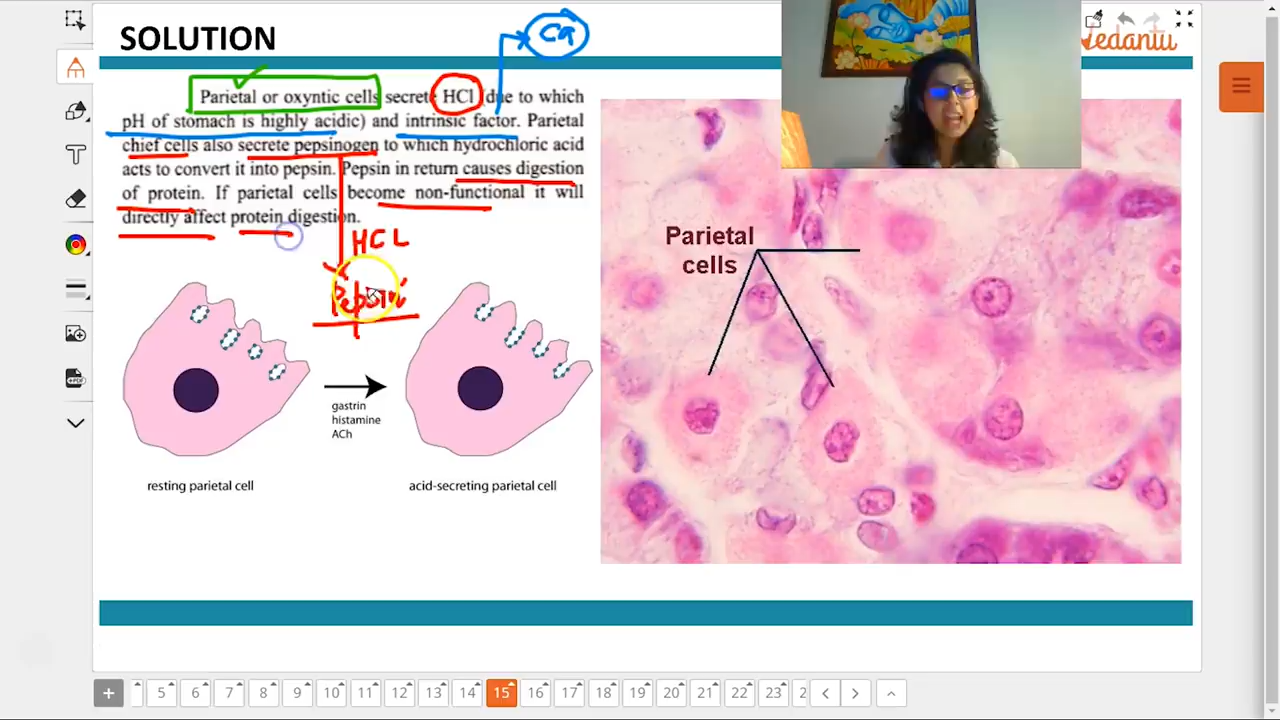 SOLUTION
Ca
Vedantu
Parietal or oxyntic cells secrete HCl (due to which
pH of stomach is highly acidic) and intrinsic factor. Parietal
chief cells also secrete pepsinogen to which hydrochloric acid
acts to convert it into pepsin. Pepsin in return causes digestion
of protein. If parietal cells become non-functional it will
directly affect protein digestion.
HCL
Pepsin
Parietal
cells
gastrin
histamine
ACh
resting parietal cell
acid-secreting parietal cell
5 6 7 8 9 10 11 12 13 14 15 16 17 18 19 20 21 22 23 2